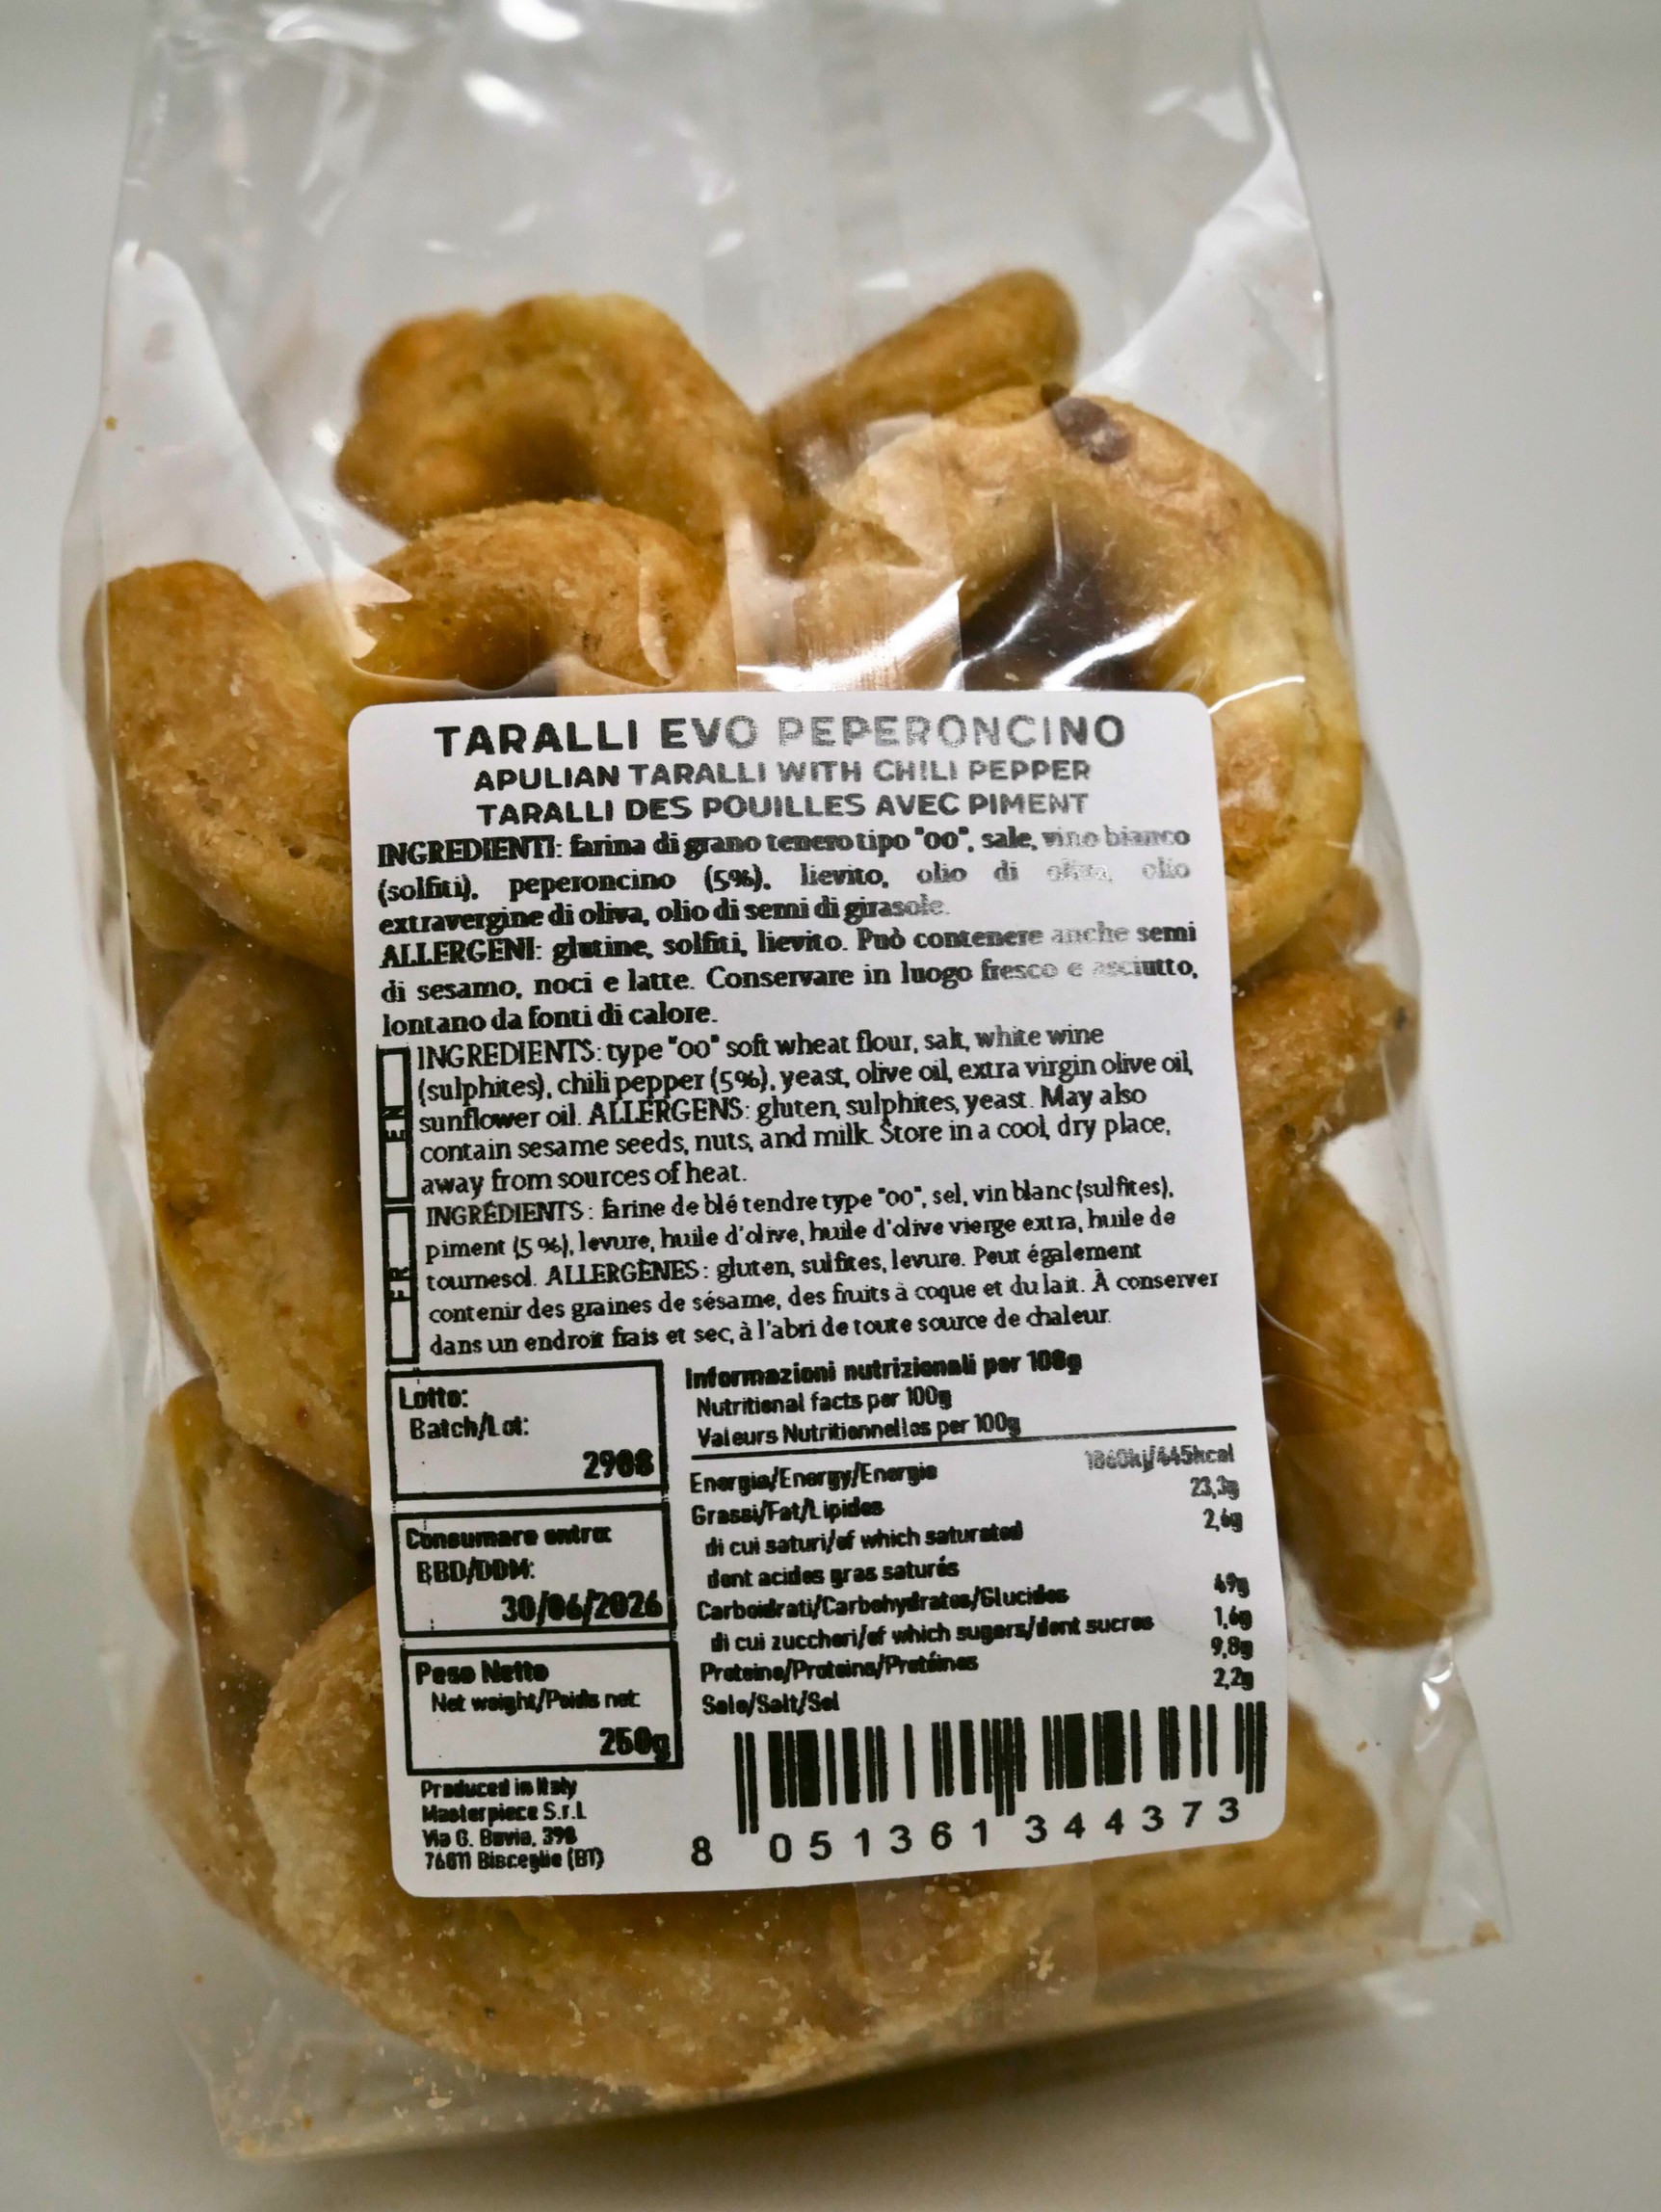 TARALLI EVO PEPERONCINO
APULIAN TARALLI WITH CHILI PEPPER
TARALLI DES POUILLES AVEC PIMENT
INGREDIENTI: farina di grano tenero tipo "00", sale, vino bianco
(solfiti), peperoncino (5%), lievito, olio di oliva, olio
extravergine di oliva, olio di semi di girasole.
ALLERGENI: glutine, solfiti, lievito. Può contenere anche semi
di sesamo, noci e latte. Conservare in luogo fresco e asciutto,
lontano da fonti di calore.
EN
INGREDIENTS: type "00" soft wheat flour, salt, white wine
(sulphites), chili pepper (5%), yeast, olive oil, extra virgin olive oil,
sunflower oil. ALLERGENS: gluten, sulphites, yeast. May also
contain sesame seeds, nuts, and milk. Store in a cool, dry place,
away from sources of heat.
FR
INGRÉDIENTS : farine de blé tendre type "00", sel, vin blanc (sulfites),
piment (5 %), levure, huile d'olive, huile d'olive vierge extra, huile de
tournesol. ALLERGÈNES : gluten, sulfites, levure. Peut également
contenir des graines de sésame, des fruits à coque et du lait. À conserver
dans un endroit frais et sec, à l'abri de toute source de chaleur.
Lotto:
Batch/Lot:
2908
Consumare entro:
BBD/DDM:
30/06/2026
Peso Netto
Net weight/Poids net:
250g
Produced in Italy
Masterpiece S.r.l.
Via G. Bovio, 398
76011 Bisceglie (BT)
Informazioni nutrizionali per 100g
Nutritional facts per 100g
Valeurs Nutritionnelles per 100g
Energia/Energy/Energie 1860kj/445kcal
Grassi/Fat/Lipides 23,3g
di cui saturi/of which saturated 2,6g
dont acides gras saturés
Carboidrati/Carbohydrates/Glucides 49g
di cui zuccheri/of which sugars/dont sucres 1,6g
Proteine/Proteins/Protéines 9,8g
Sale/Salt/Sel 2,2g
8 051361 344373